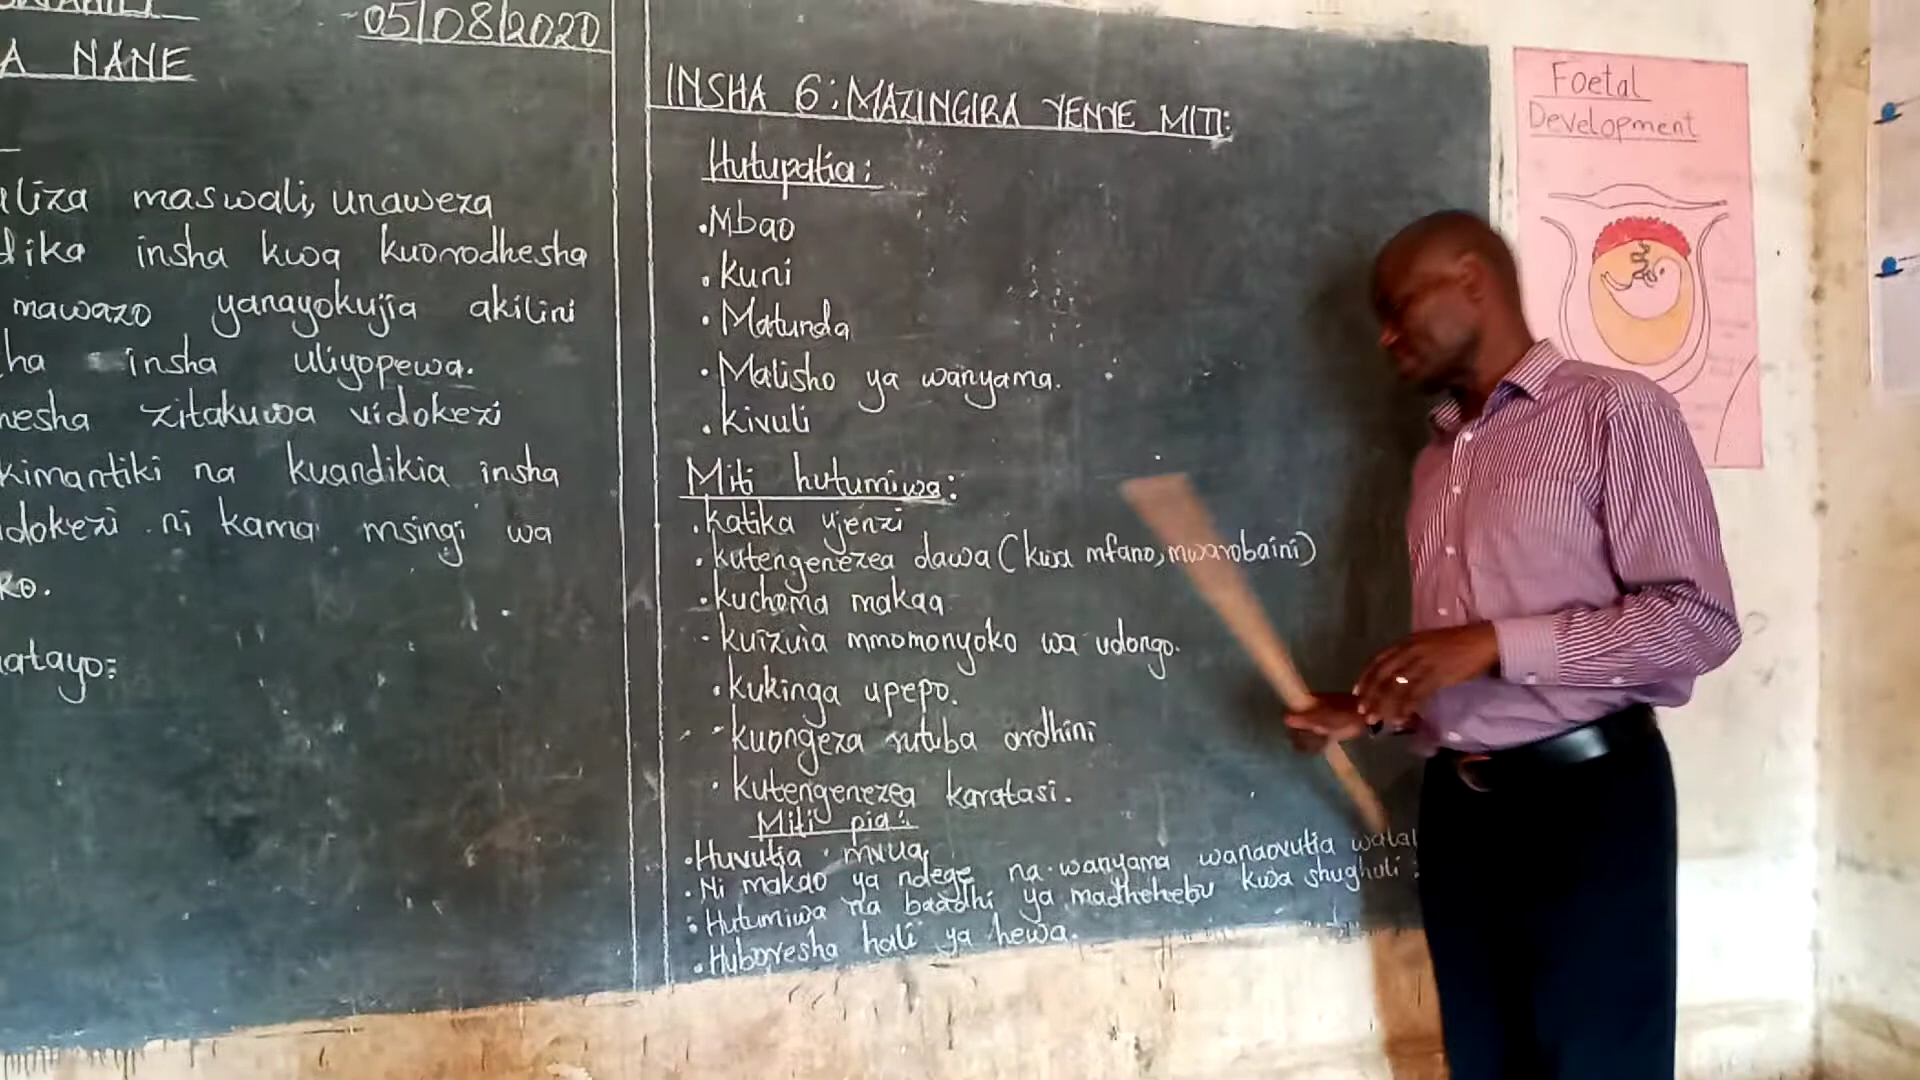 05/08/2020
A NANE
aliza maswali, unaweza
dika insha kwa kuorodhesha
mawazo yanayokujia akilini
ha insha uliyopewa.
hesha zitakuwa vidokezi
kimantiki na kuandikia insha
dokezi ni kama msingi wa
ko.
atayo:
INSHA 6: MAZINGIRA YENYE MITI:
Hutupatia:
• Mbao
• kuni
• Matunda
• Malisho ya wanyama.
• kivuli
Miti hutumiwa:
• katika ujenzi
• kutengenezea dawa (kwa mfano, mwarobaini)
• kuchoma makaa
• kuizuia mmomonyoko wa udongo.
• kukinga upepo.
• kuongeza rutuba ardhini
• kutengenezea karatasi.
Miti pia:
• Huvutia mvua
• Ni makao ya ndege na wanyama wanaovutia watal
• Hutumiwa na baadhi ya madhehebu kwa shughuli
• Huboresha hali ya hewa.
Foetal
Development